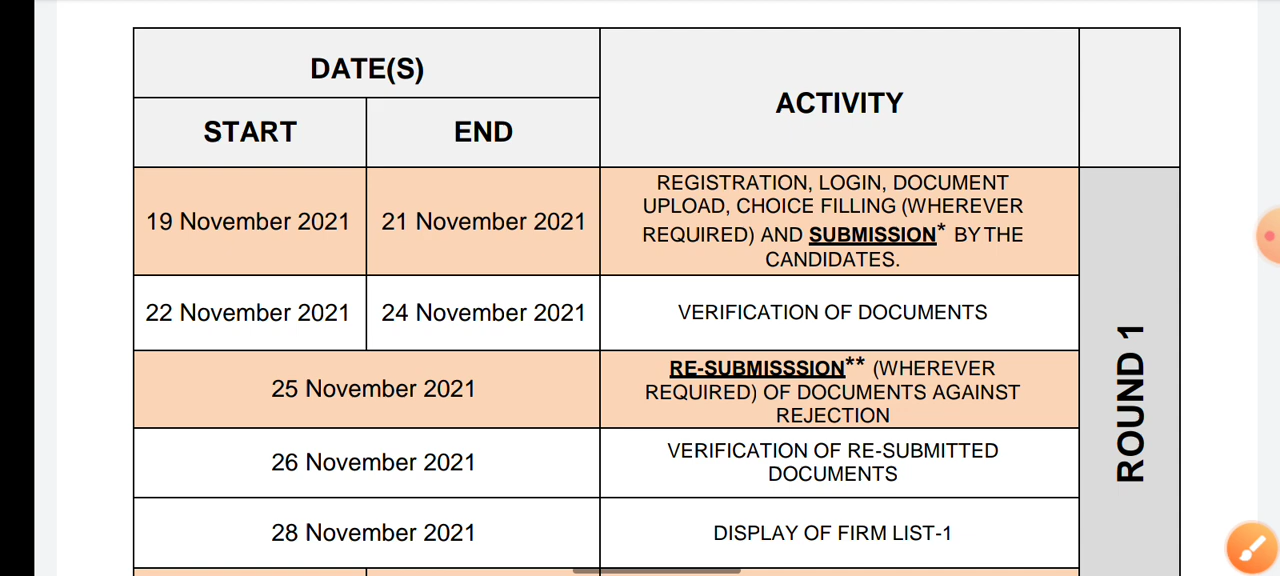 DATE(S)
ACTIVITY
START
END
19 November 2021
21 November 2021
REGISTRATION, LOGIN, DOCUMENT
UPLOAD, CHOICE FILLING (WHEREVER
REQUIRED) AND SUBMISSION* BY THE
CANDIDATES.
22 November 2021
24 November 2021
VERIFICATION OF DOCUMENTS
25 November 2021
RE-SUBMISSSION** (WHEREVER
REQUIRED) OF DOCUMENTS AGAINST
REJECTION
26 November 2021
VERIFICATION OF RE-SUBMITTED
DOCUMENTS
28 November 2021
DISPLAY OF FIRM LIST-1
ROUND 1